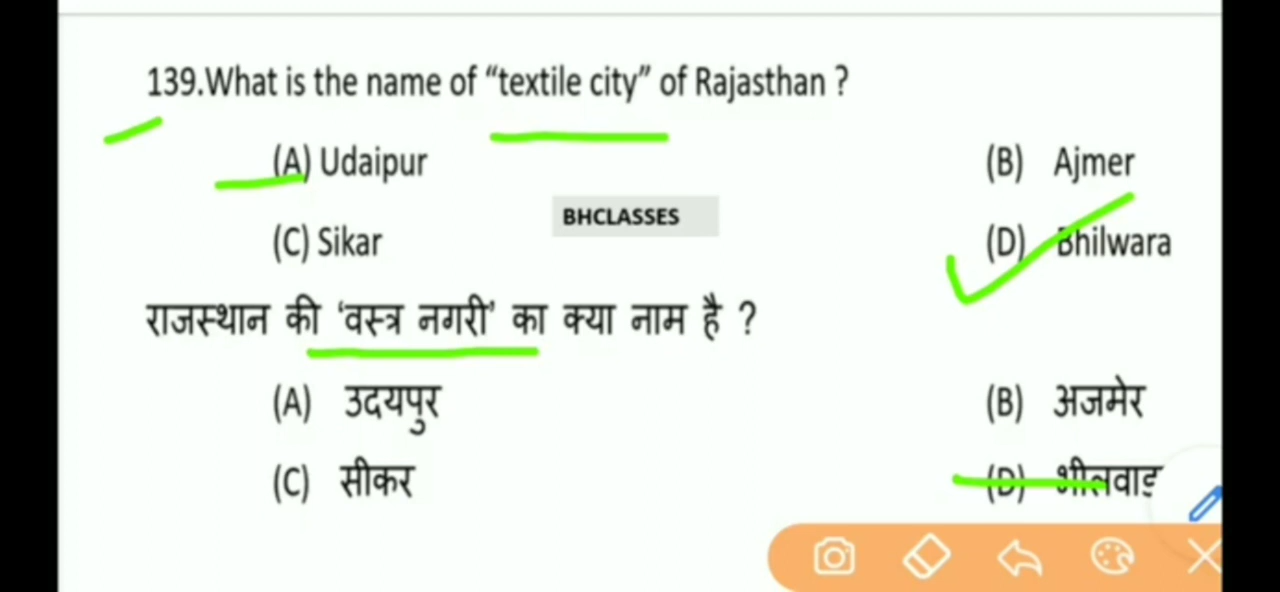 139.What is the name of “textile city” of Rajasthan ?
(A) Udaipur (B) Ajmer
BHCLASSES
(C) Sikar (D) Bhilwara
राजस्थान की ‘वस्त्र नगरी’ का क्या नाम है ?
(A) उदयपुर (B) अजमेर
(C) सीकर (D) भीलवाड़